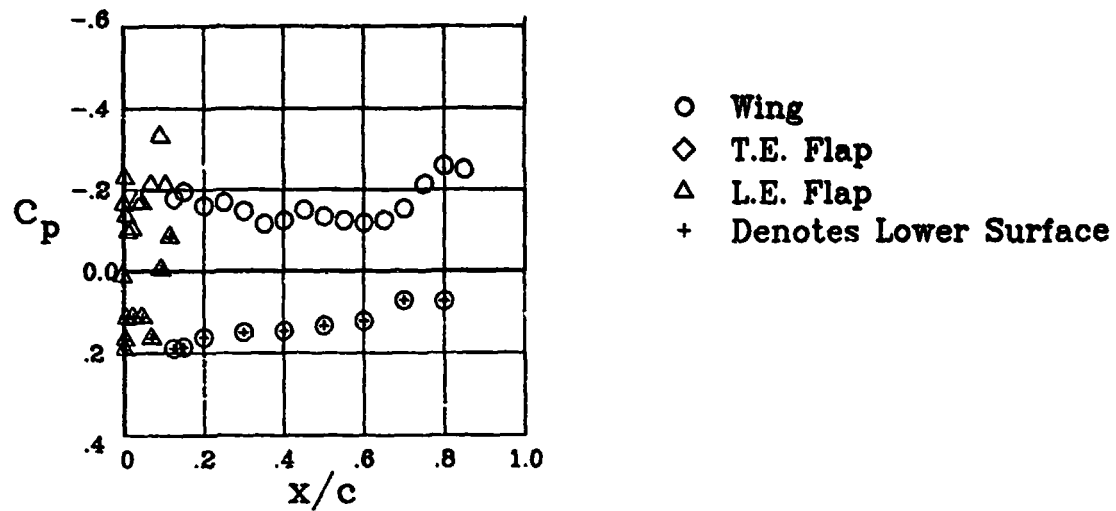 -.6
-.4
-.2
0.0
.2
.4
C_p
0 .2 .4 .6 .8 1.0
X/c
Wing
T.E. Flap
L.E. Flap
+ Denotes Lower Surface